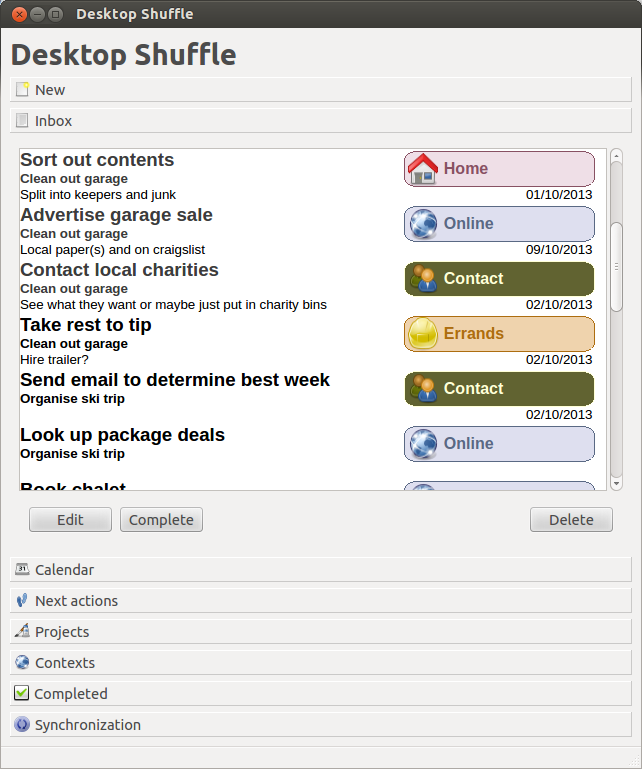 Desktop Shuffle
Desktop Shuffle
New
Inbox
Sort out contents
Home
Clean out garage
Split into keepers and junk
01/10/2013
Advertise garage sale
Online
Clean out garage
Local paper(s) and on craigslist
09/10/2013
Contact local charities
Contact
Clean out garage
See what they want or maybe just put in charity bins
02/10/2013
Take rest to tip
Errands
Clean out garage
Hire trailer?
02/10/2013
Send email to determine best week
Contact
Organise ski trip
02/10/2013
Look up package deals
Online
Organise ski trip
Book chalet
Edit
Complete
Delete
31
Calendar
Next actions
Projects
Contexts
Completed
Synchronization